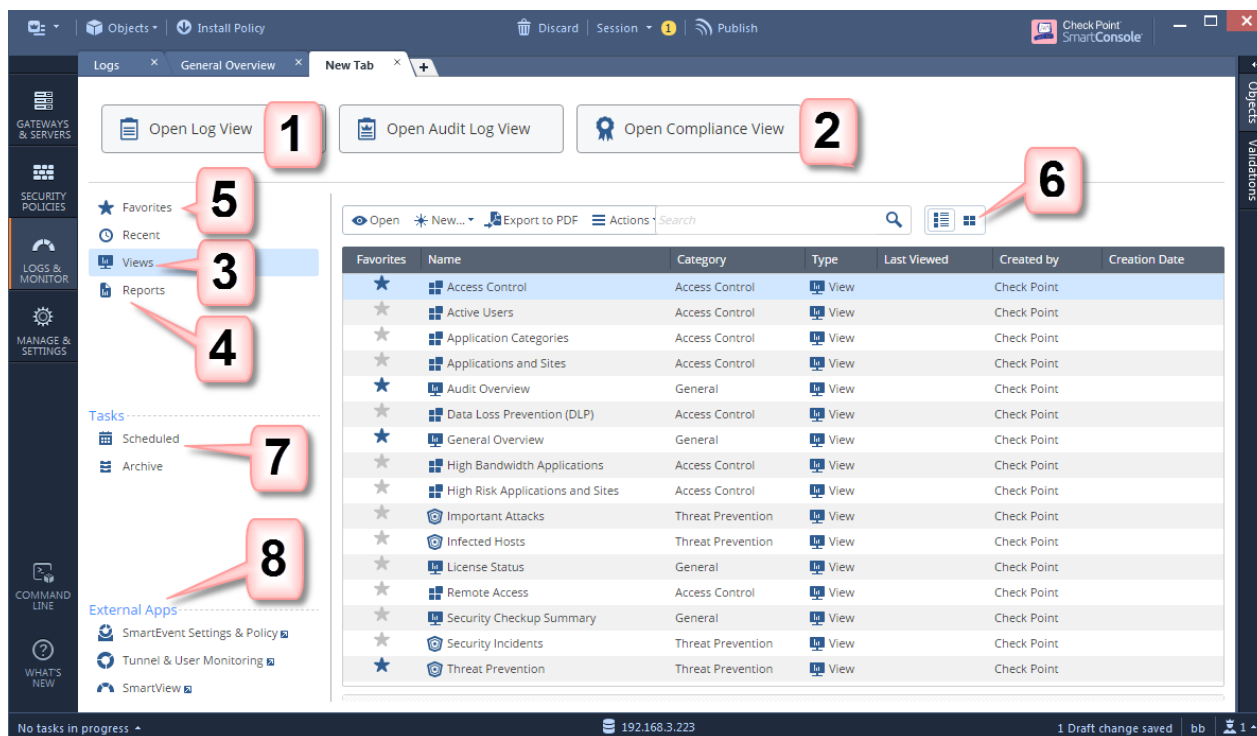 Objects
Install Policy
Discard
Session
1
Publish
Check Point
SmartConsole
Logs
General Overview
New Tab
GATEWAYS
& SERVERS
SECURITY
POLICIES
LOGS &
MONITOR
MANAGE &
SETTINGS
COMMAND
LINE
WHAT'S
NEW
Objects
Validations
Open Log View
1
Open Audit Log View
Open Compliance View
2
Favorites
5
Recent
Views
3
Reports
4
Tasks
Scheduled
7
Archive
8
External Apps
SmartEvent Settings & Policy
Tunnel & User Monitoring
SmartView
Open New... Export to PDF Actions Search
6
Favorites Name Category Type Last Viewed Created by Creation Date
Access Control Access Control View Check Point
Active Users Access Control View Check Point
Application Categories Access Control View Check Point
Applications and Sites Access Control View Check Point
Audit Overview General View Check Point
Data Loss Prevention (DLP) Access Control View Check Point
General Overview General View Check Point
High Bandwidth Applications Access Control View Check Point
High Risk Applications and Sites Access Control View Check Point
Important Attacks Threat Prevention View Check Point
Infected Hosts Threat Prevention View Check Point
License Status General View Check Point
Remote Access Access Control View Check Point
Security Checkup Summary General View Check Point
Security Incidents Threat Prevention View Check Point
Threat Prevention Threat Prevention View Check Point
No tasks in progress
192.168.3.223
1 Draft change saved
bb
1